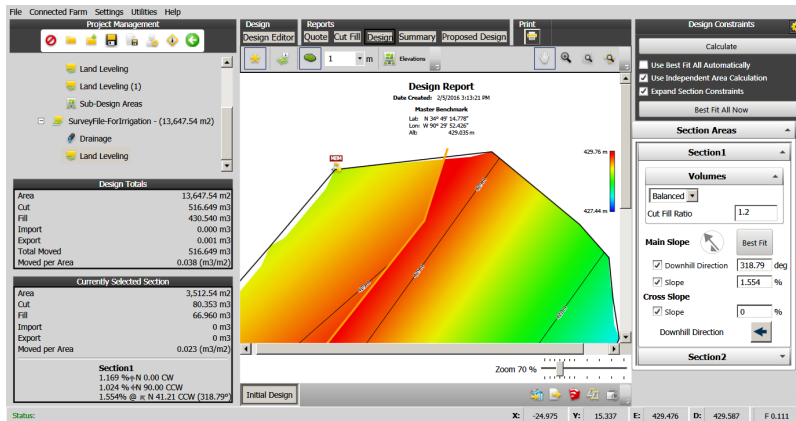 File Connected Farm Settings Utilities Help
Project Management
Land Leveling
Land Leveling (1)
Sub-Design Areas
SurveyFile-ForIrrigation - (13,647.54 m2)
Drainage
Land Leveling
Design Totals
Area 13,647.54 m2
Cut 516.649 m3
Fill 430.540 m3
Import 0.000 m3
Export 0.001 m3
Total Moved 516.649 m3
Moved per Area 0.038 (m3/m2)
Currently Selected Section
Area 3,512.54 m2
Cut 80.353 m3
Fill 66.960 m3
Import 0 m3
Export 0 m3
Moved per Area 0.023 (m3/m2)
Section1
1.169 % N 0.00 CW
1.024 % N 90.00 CCW
1.554% @ N 41.21 CCW (318.79°)
Design
Design Editor
Reports
Quote Cut Fill Design Summary Proposed Design
Print
1 m Elevations
Design Report
Date Created: 2/5/2016 3:13:21 PM
Master Benchmark
Lat: N 34° 49' 14.778"
Lon: W 90° 29' 52.426"
Alt: 429.035 m
MBM
429.76 m
427.44 m
Zoom 70 %
Initial Design
Design Constraints
Calculate
Use Best Fit All Automatically
Use Independent Area Calculation
Expand Section Constraints
Best Fit All Now
Section Areas
Section1
Volumes
Balanced
Cut Fill Ratio 1.2
Main Slope Best Fit
Downhill Direction 318.79 deg
Slope 1.554 %
Cross Slope
Slope 0 %
Downhill Direction
Section2
Status: X: -24.975 Y: 15.337 E: 429.476 D: 429.587 F 0.111